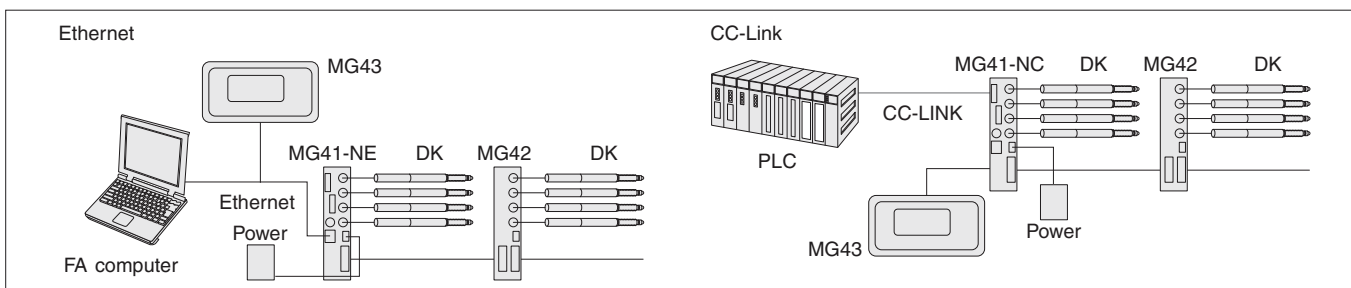 Ethernet
MG43
MG41-NE
DK
MG42
DK
Ethernet
Power
FA computer
CC-Link
MG41-NC
DK
MG42
DK
CC-LINK
PLC
MG43
Power